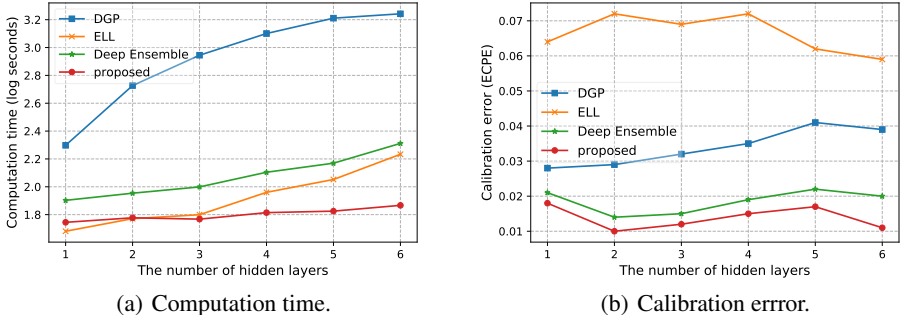 DGP
ELL
Deep Ensemble
proposed
3.2
3.0
2.8
2.6
2.4
2.2
2.0
1.8
Computation time (log seconds)
1 2 3 4 5 6
The number of hidden layers
(a) Computation time.
0.07
0.06
0.05
0.04
0.03
0.02
0.01
Calibration error (ECPE)
DGP
ELL
Deep Ensemble
proposed
1 2 3 4 5 6
The number of hidden layers
(b) Calibration errror.